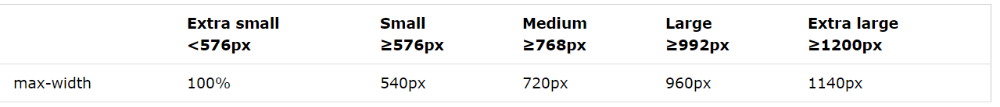 Extra small Small Medium Large Extra large
<576px ≥576px ≥768px ≥992px ≥1200px
max-width 100% 540px 720px 960px 1140px